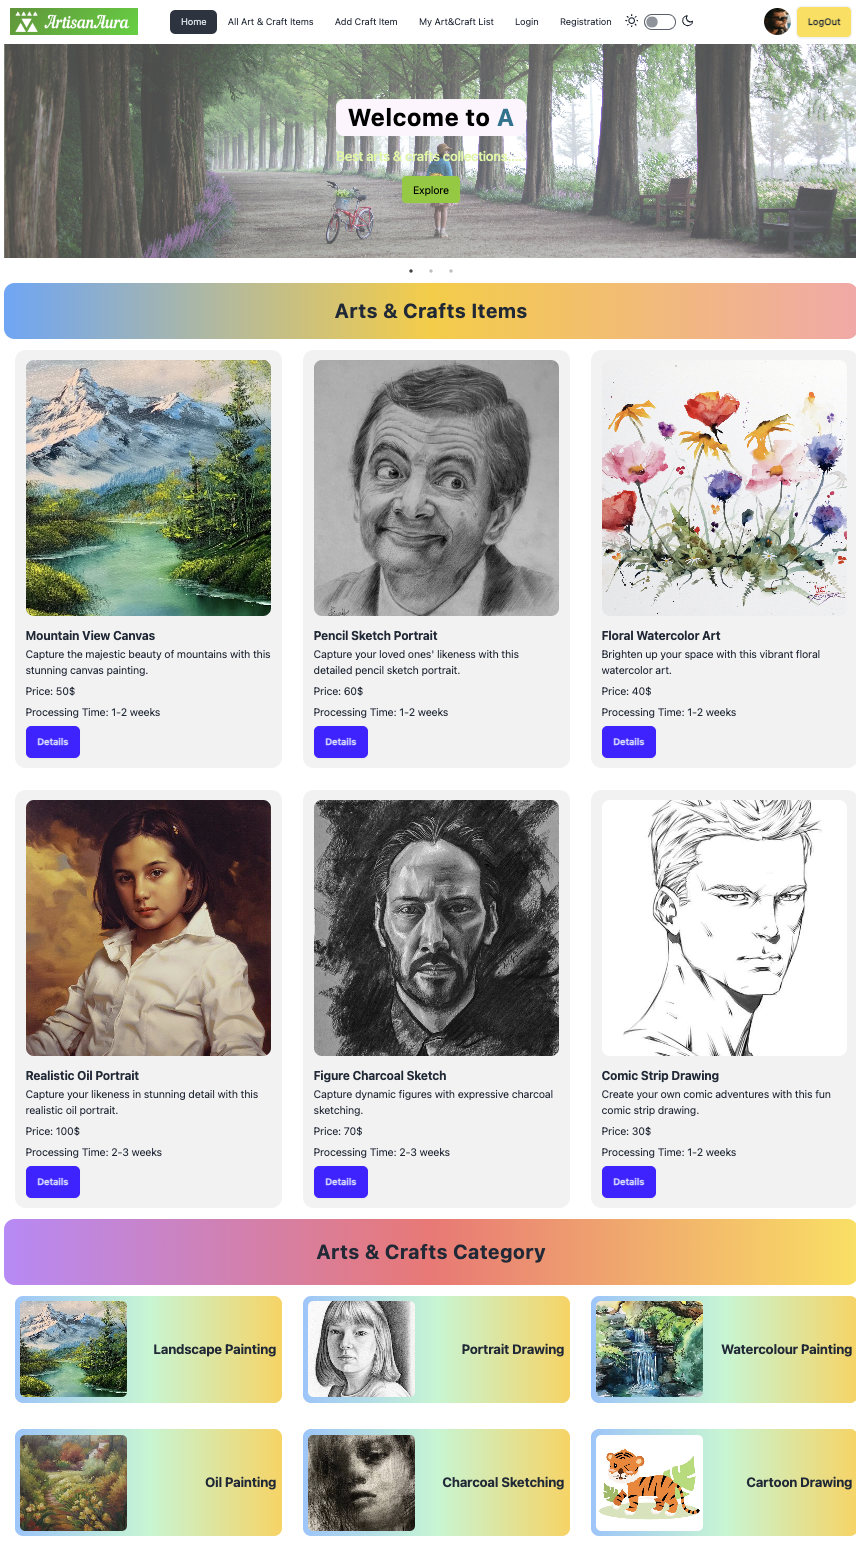 ArtisanAura
Home
All Art & Craft Items
Add Craft Item
My Art&Craft List
Login
Registration
LogOut
Welcome to A
Best arts & crafts collections
Explore
Arts & Crafts Items
Mountain View Canvas
Capture the majestic beauty of mountains with this
stunning canvas painting.
Price: 50$
Processing Time: 1-2 weeks
Details
Pencil Sketch Portrait
Capture your loved ones' likeness with this
detailed pencil sketch portrait.
Price: 60$
Processing Time: 1-2 weeks
Details
Floral Watercolor Art
Brighten up your space with this vibrant floral
watercolor art.
Price: 40$
Processing Time: 1-2 weeks
Details
Realistic Oil Portrait
Capture your likeness in stunning detail with this
realistic oil portrait.
Price: 100$
Processing Time: 2-3 weeks
Details
Figure Charcoal Sketch
Capture dynamic figures with expressive charcoal
sketching.
Price: 70$
Processing Time: 2-3 weeks
Details
Comic Strip Drawing
Create your own comic adventures with this fun
comic strip drawing.
Price: 30$
Processing Time: 1-2 weeks
Details
Arts & Crafts Category
Landscape Painting
Portrait Drawing
Watercolour Painting
Oil Painting
Charcoal Sketching
Cartoon Drawing